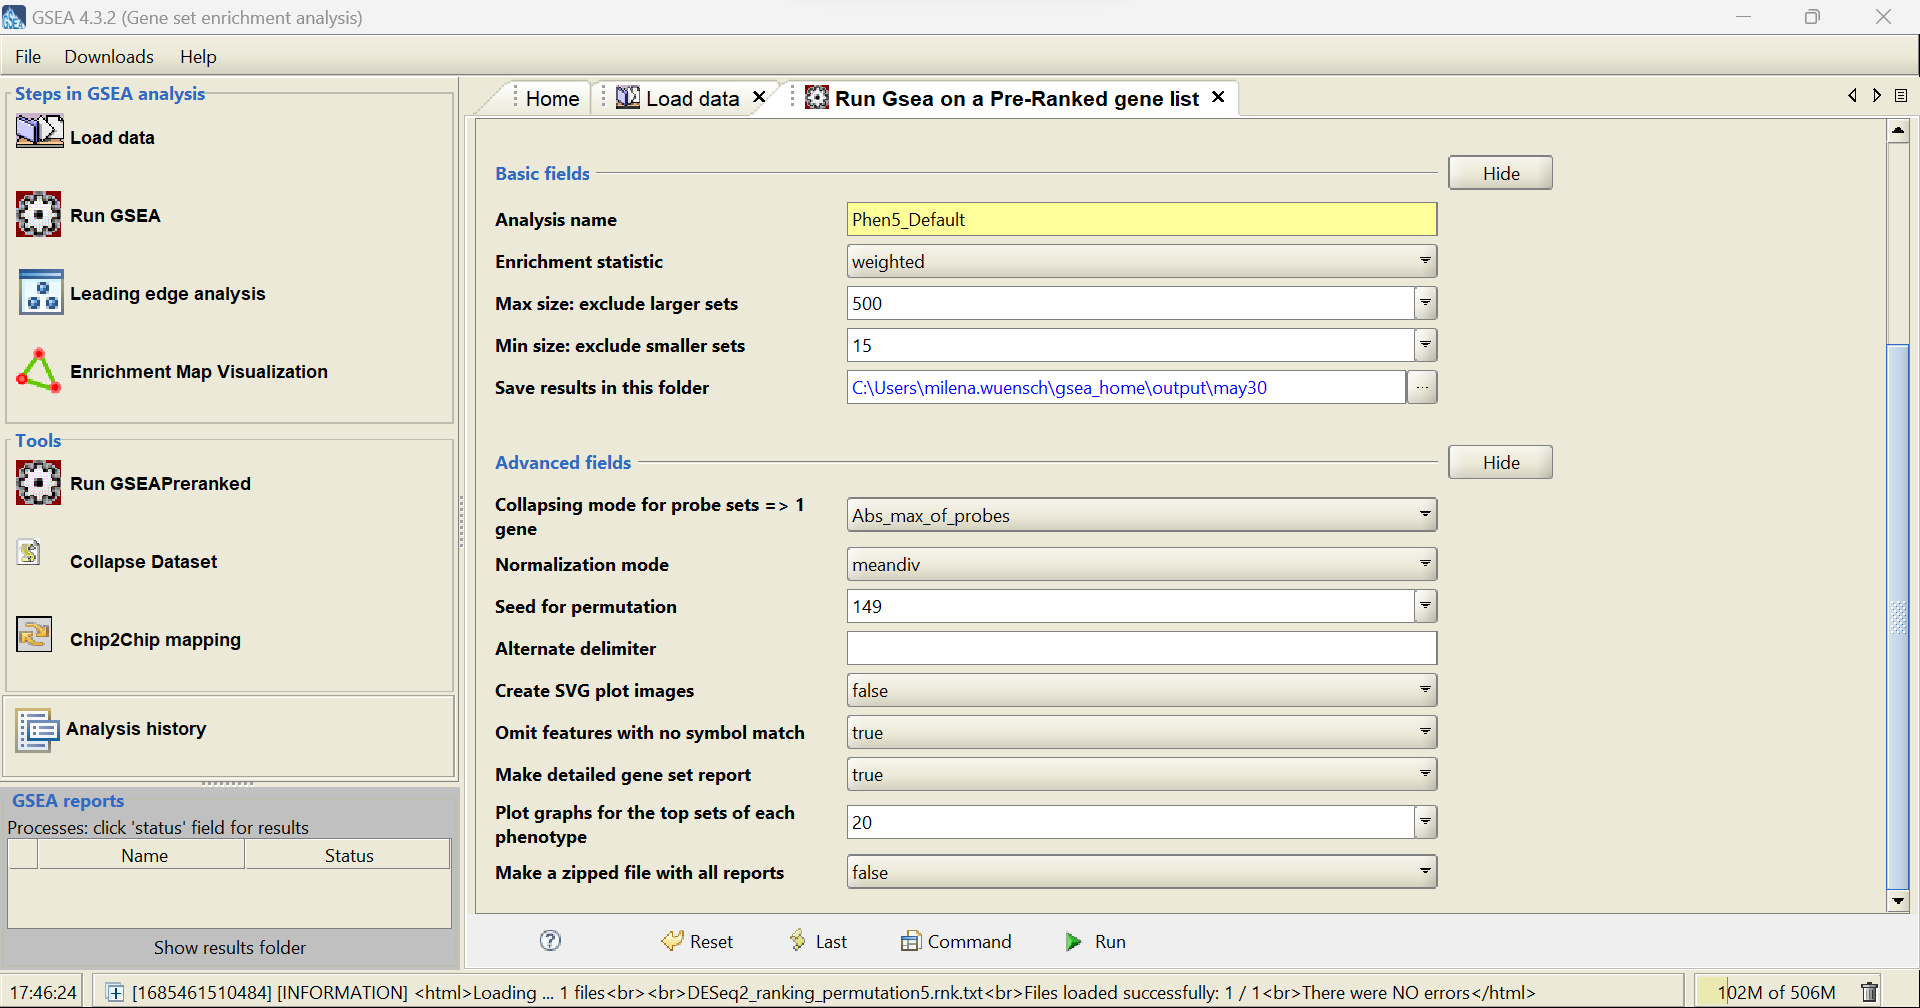 GSEA 4.3.2 (Gene set enrichment analysis)
File Downloads Help
Steps in GSEA analysis
Load data
Run GSEA
Leading edge analysis
Enrichment Map Visualization
Tools
Run GSEAPreranked
Collapse Dataset
Chip2Chip mapping
Analysis history
GSEA reports
Processes: click 'status' field for results
Name Status
Show results folder
Home Load data Run Gsea on a Pre-Ranked gene list
Basic fields Hide
Analysis name Phen5_Default
Enrichment statistic weighted
Max size: exclude larger sets 500
Min size: exclude smaller sets 15
Save results in this folder C:\Users\milena.wuensch\gsea_home\output\may30 ...
Advanced fields Hide
Collapsing mode for probe sets => 1
gene Abs_max_of_probes
Normalization mode meandiv
Seed for permutation 149
Alternate delimiter
Create SVG plot images false
Omit features with no symbol match true
Make detailed gene set report true
Plot graphs for the top sets of each
phenotype 20
Make a zipped file with all reports false
? Reset Last Command Run
17:46:24 [1685461510484] [INFORMATION] <html>Loading ... 1 files<br><br>DESeq2_ranking_permutation5.rnk.txt<br>Files loaded successfully: 1 / 1<br>There were NO errors</html> 102M of 506M